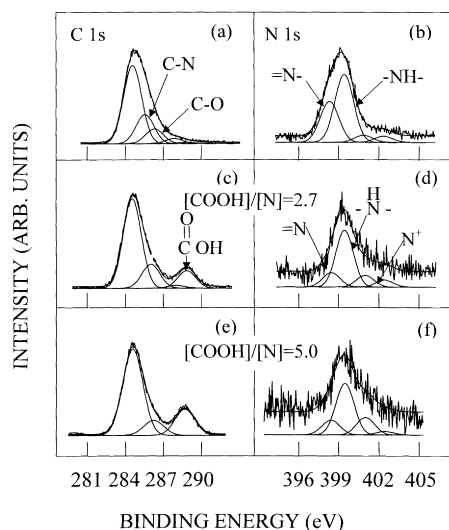 C 1s
(a)
N 1s
(b)
C-N
C-O
=N-
-NH-
(c)
[COOH]/[N]=2.7
(d)
O
||
C OH
H
- N -
=N
N+
(e)
[COOH]/[N]=5.0
(f)
281 284 287 290
396 399 402 405
INTENSITY (ARB. UNITS)
BINDING ENERGY (eV)